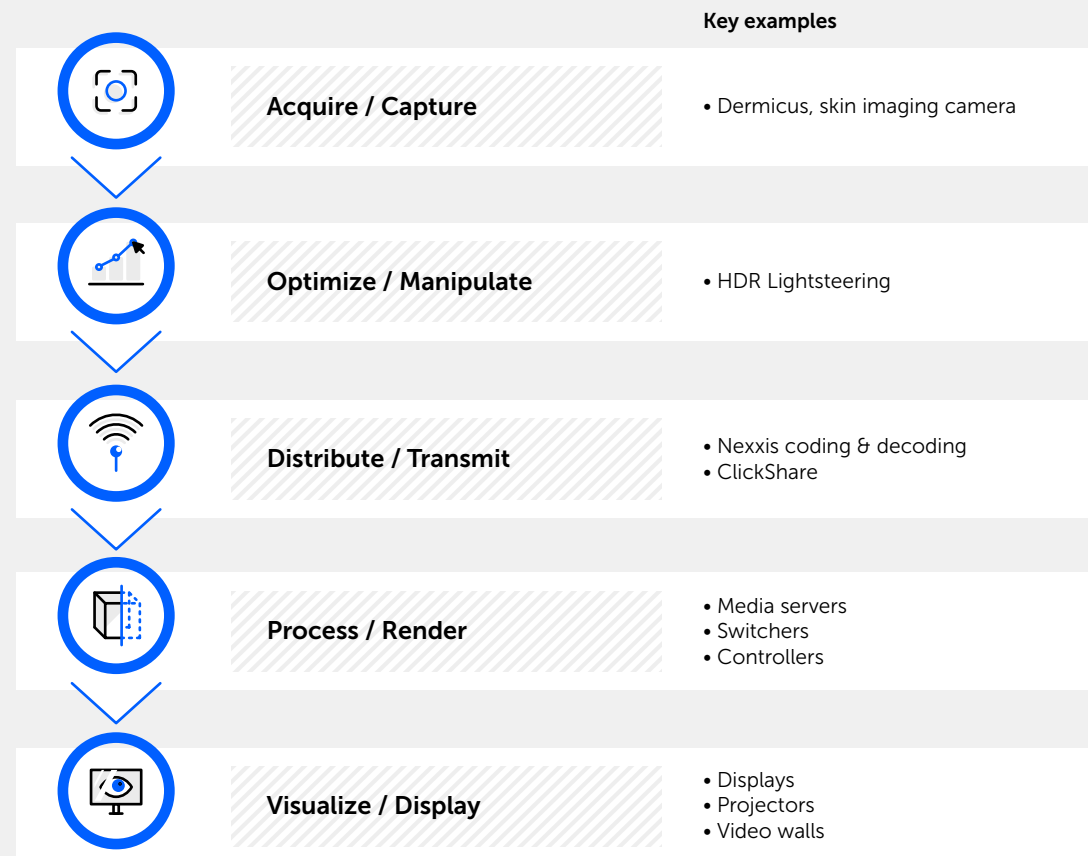 Key examples
Acquire / Capture
• Dermicus, skin imaging camera
Optimize / Manipulate
• HDR Lightsteering
Distribute / Transmit
• Nexxis coding & decoding
• ClickShare
Process / Render
• Media servers
• Switchers
• Controllers
Visualize / Display
• Displays
• Projectors
• Video walls